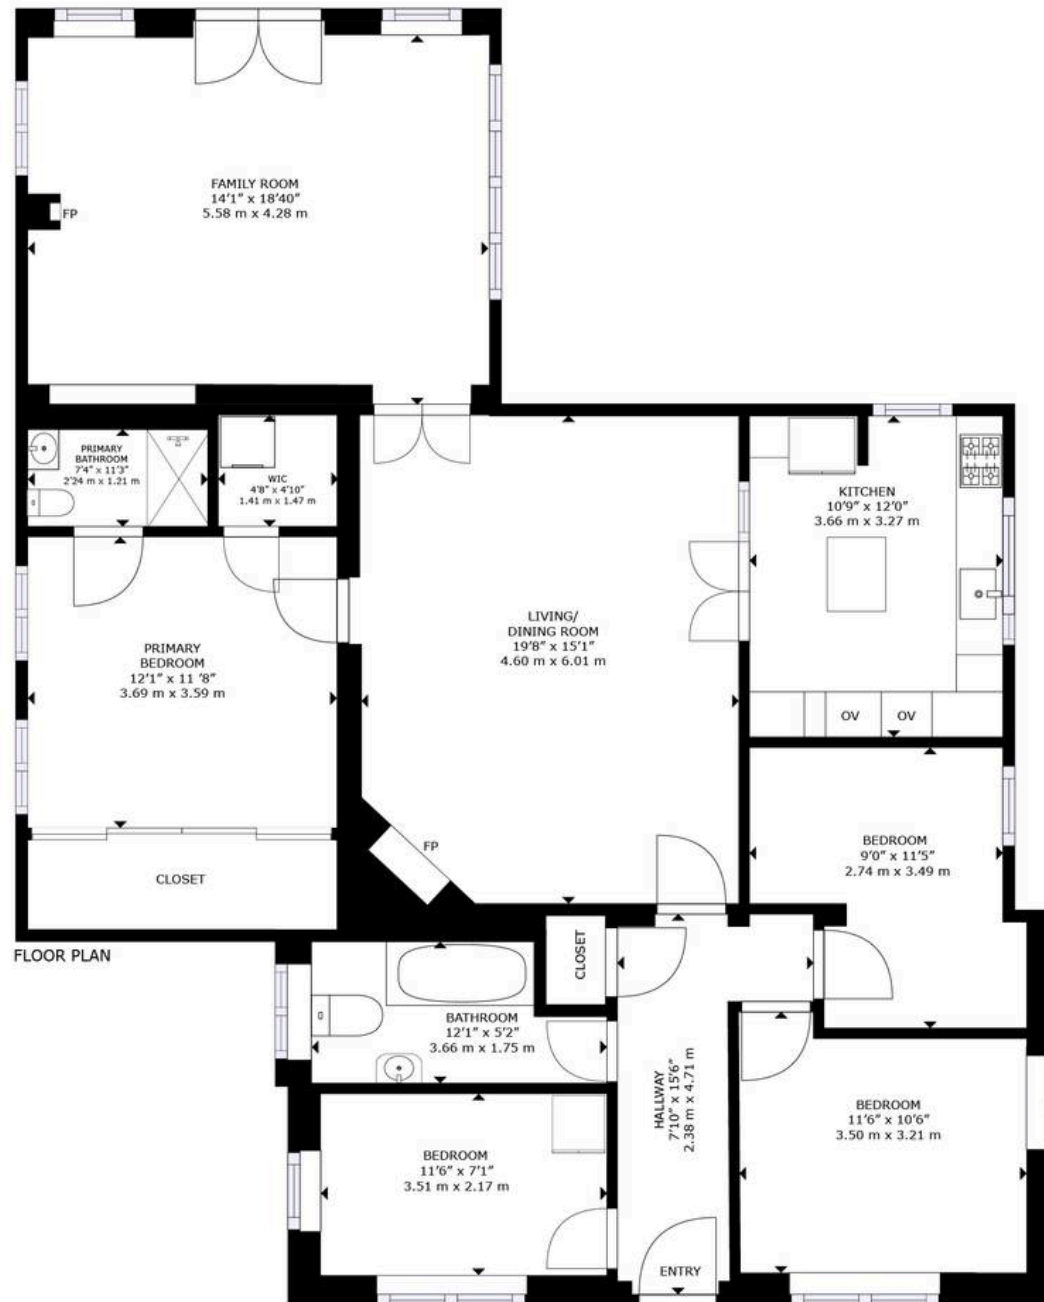 FAMILY ROOM
14'1" x 18'40"
5.58 m x 4.28 m
FP
PRIMARY
BATHROOM
7'4" x 11'3"
2'24 m x 1.21 m
WIC
4'8" x 4'10"
1.41 m x 1.47 m
KITCHEN
10'9" x 12'0"
3.66 m x 3.27 m
OV
OV
LIVING/
DINING ROOM
19'8" x 15'1"
4.60 m x 6.01 m
FP
PRIMARY
BEDROOM
12'1" x 11 '8"
3.69 m x 3.59 m
CLOSET
BEDROOM
9'0" x 11'5"
2.74 m x 3.49 m
FLOOR PLAN
CLOSET
BATHROOM
12'1" x 5'2"
3.66 m x 1.75 m
HALLWAY
7'10" x 15'6"
2.38 m x 4.71 m
BEDROOM
11'6" x 10'6"
3.50 m x 3.21 m
BEDROOM
11'6" x 7'1"
3.51 m x 2.17 m
ENTRY